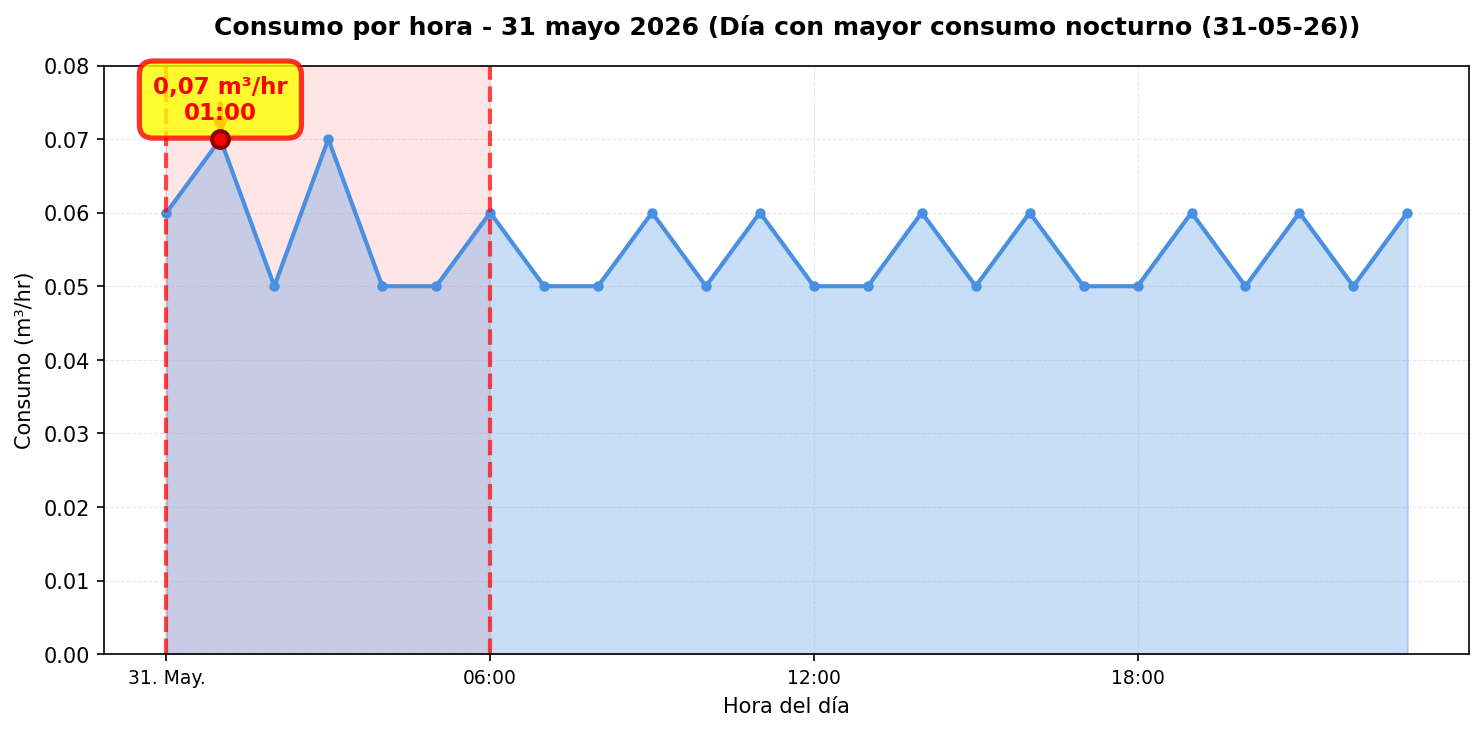 Consumo por hora - 31 mayo 2026 (Día con mayor consumo nocturno (31-05-26))
0,07 m³/hr
01:00
Consumo (m³/hr)
0.08
0.07
0.06
0.05
0.04
0.03
0.02
0.01
0.00
31. May.
06:00
12:00
18:00
Hora del día